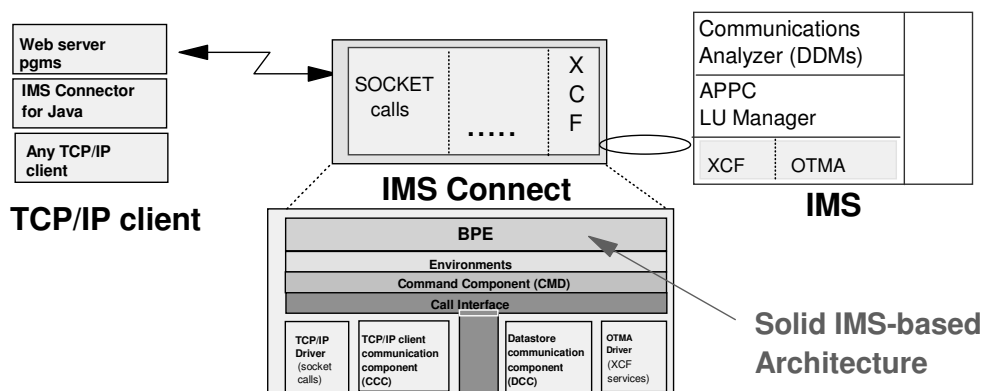 Web server
pgms
IMS Connector
for Java
Any TCP/IP
client
TCP/IP client
SOCKET
calls
.....
X
C
F
IMS Connect
Communications
Analyzer (DDMs)
APPC
LU Manager
XCF
OTMA
IMS
BPE
Environments
Command Component (CMD)
Call Interface
TCP/IP
Driver
(socket
calls)
TCP/IP client
communication
component
(CCC)
Datastore
communication
component
(DCC)
OTMA
Driver
(XCF
services)
Solid IMS-based
Architecture